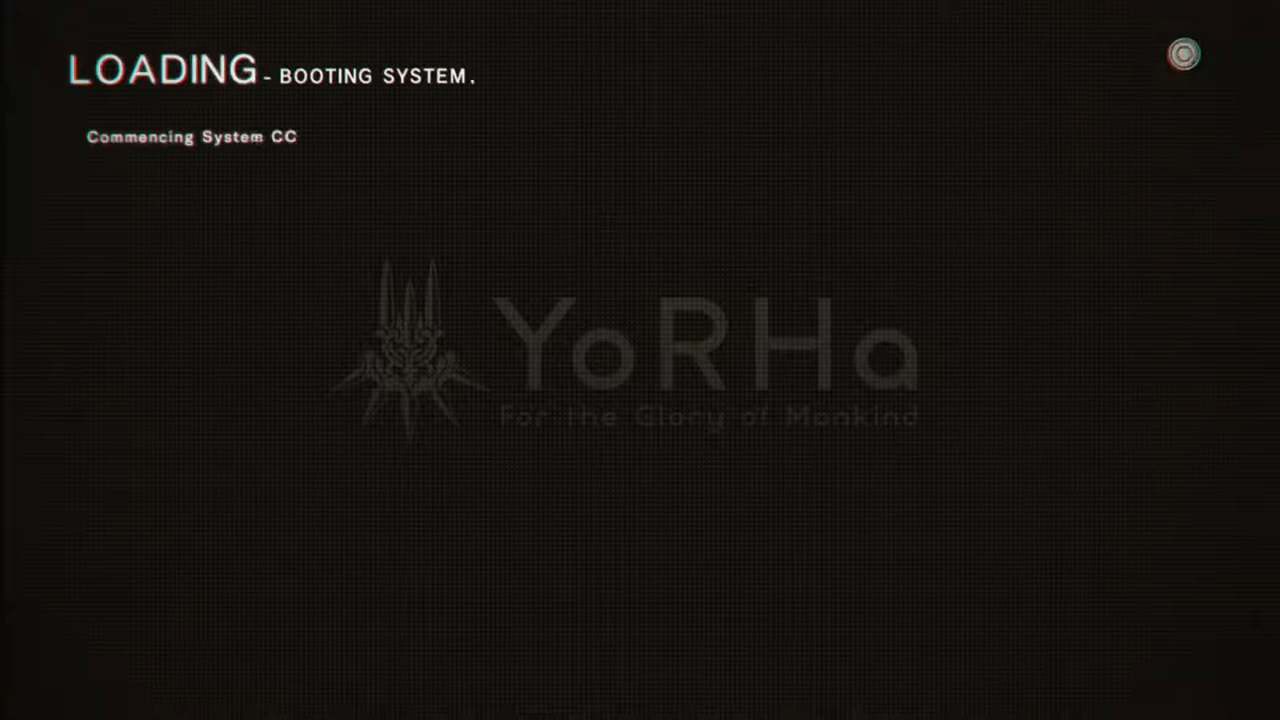 LOADING - BOOTING SYSTEM.
Commencing System CC
YoRHa
For the Glory of Mankind